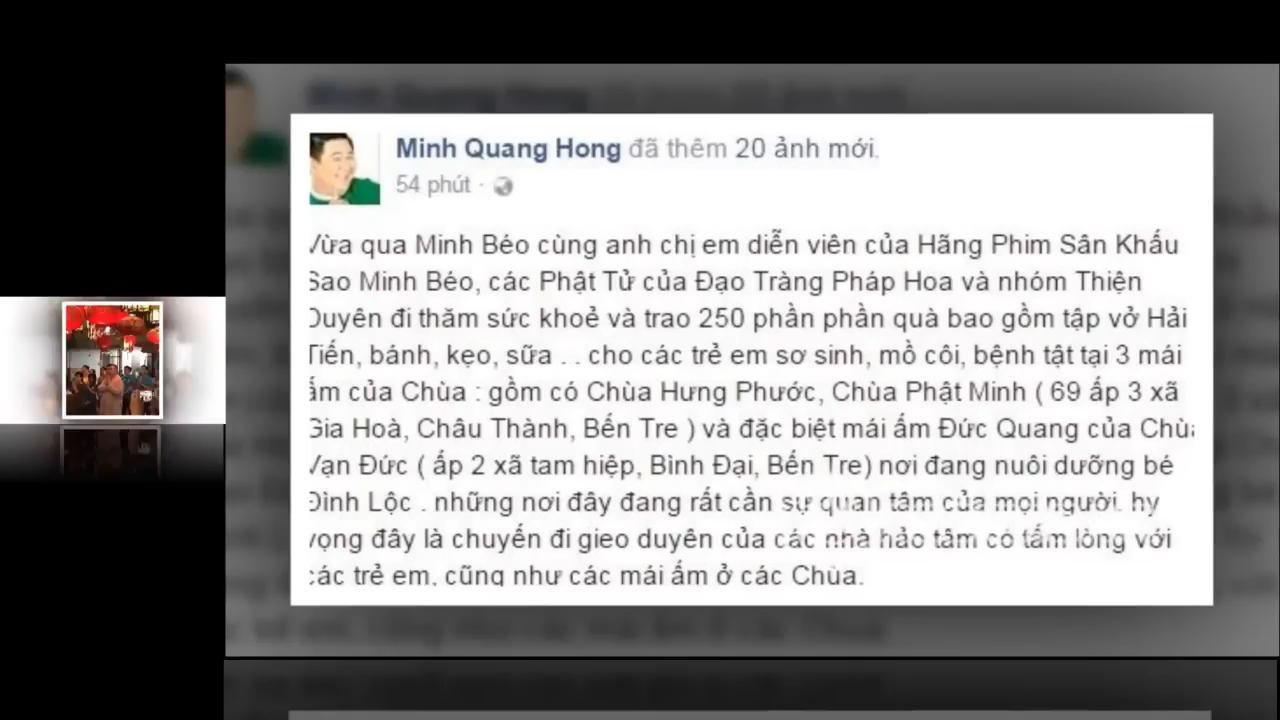 Minh Quang Hong đã thêm 20 ảnh mới.
54 phút ·
Vừa qua Minh Béo cùng anh chị em diễn viên của Hãng Phim Sân Khấu
Sao Minh Béo, các Phật Tử của Đạo Tràng Pháp Hoa và nhóm Thiện
Duyên đi thăm sức khoẻ và trao 250 phần phần quà bao gồm tập vở Hải
Tiến, bánh, kẹo, sữa . . cho các trẻ em sơ sinh, mồ côi, bệnh tật tại 3 mái
ấm của Chùa : gồm có Chùa Hưng Phước, Chùa Phật Minh ( 69 ấp 3 xã
Gia Hoà, Châu Thành, Bến Tre ) và đặc biệt mái ấm Đức Quang của Chùa
Vạn Đức ( ấp 2 xã tam hiệp, Bình Đại, Bến Tre) nơi đang nuôi dưỡng bé
Đình Lộc . những nơi đây đang rất cần sự quan tâm của mọi người. hy
vọng đây là chuyến đi gieo duyên của các nhà hảo tâm có tấm lòng với
các trẻ em. cũng như các mái ấm ở các Chùa.